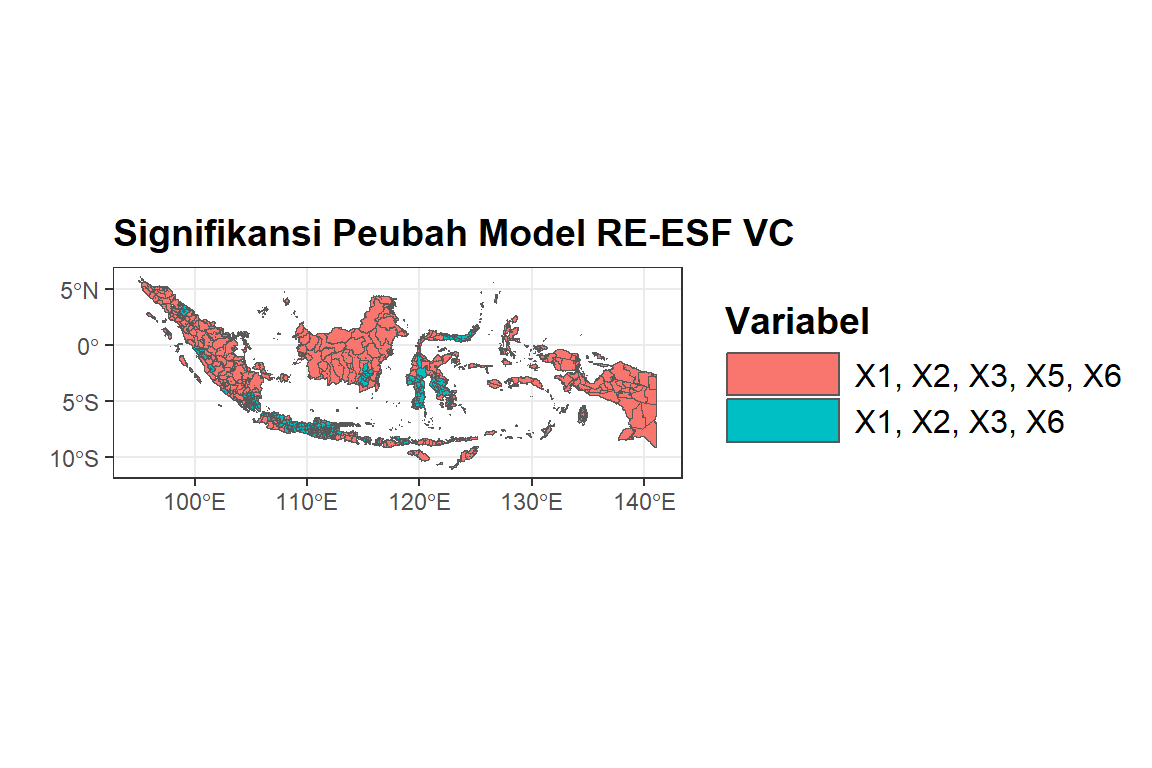 Signifikansi Peubah Model RE-ESF VC
5°N
0°
5°S
10°S
100°E 110°E 120°E 130°E 140°E
Variabel
X1, X2, X3, X5, X6
X1, X2, X3, X6